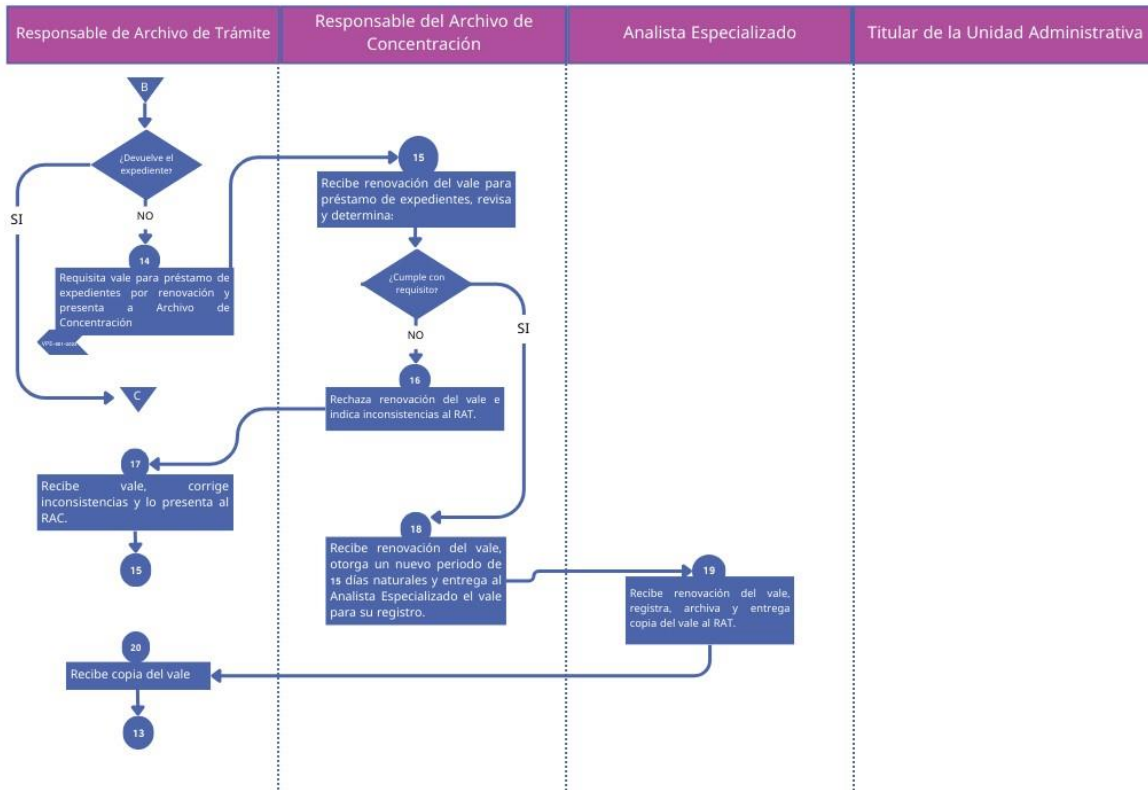 Responsable de Archivo de Trámite
Responsable del Archivo de
Concentración
Analista Especializado
Titular de la Unidad Administrativa
B
¿Devuelve el
expediente?
SI
NO
14
Requisita vale para préstamo de
expedientes por renovación y
presenta a Archivo de
Concentración
C
15
Recibe renovación del vale para
préstamo de expedientes, revisa
y determina:
¿Cumple con
requisito?
SI
NO
16
Rechaza renovación del vale e
indica inconsistencias al RAT.
17
Recibe vale, corrige
inconsistencias y lo presenta al
RAC.
15
18
Recibe renovación del vale,
otorga un nuevo periodo de
15 días naturales y entrega al
Analista Especializado el vale
para su registro.
19
Recibe renovación del vale,
registra, archiva y entrega
copia del vale al RAT.
20
Recibe copia del vale
13